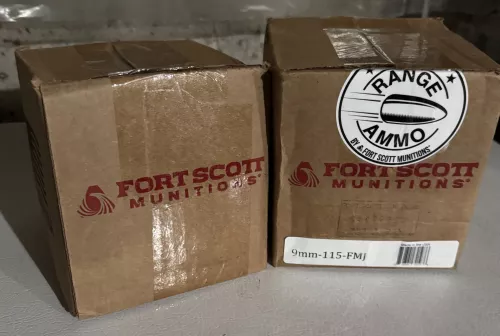 FORT SCOTT
MUNITIONS®
RANGE
AMMO
BY FORT SCOTT MUNITIONS®
FORT SCOTT
MUNITIONS®
9mm-115-FMJ